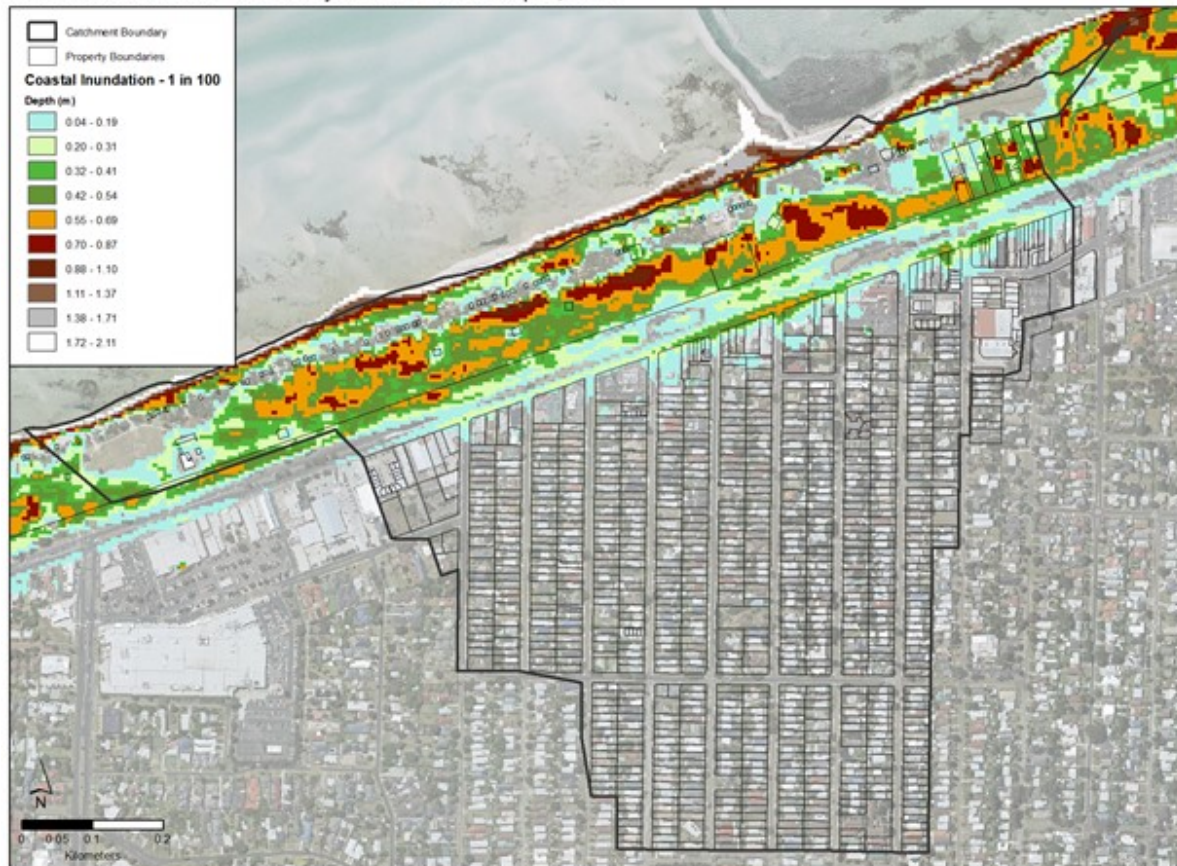 Catchment Boundary
Property Boundaries
Coastal Inundation - 1 in 100
Depth (m)
0.04 - 0.19
0.20 - 0.31
0.32 - 0.41
0.42 - 0.54
0.55 - 0.69
0.70 - 0.87
0.88 - 1.10
1.11 - 1.37
1.38 - 1.71
1.72 - 2.11
N
0 0.05 0.1 0.2
Kilometers